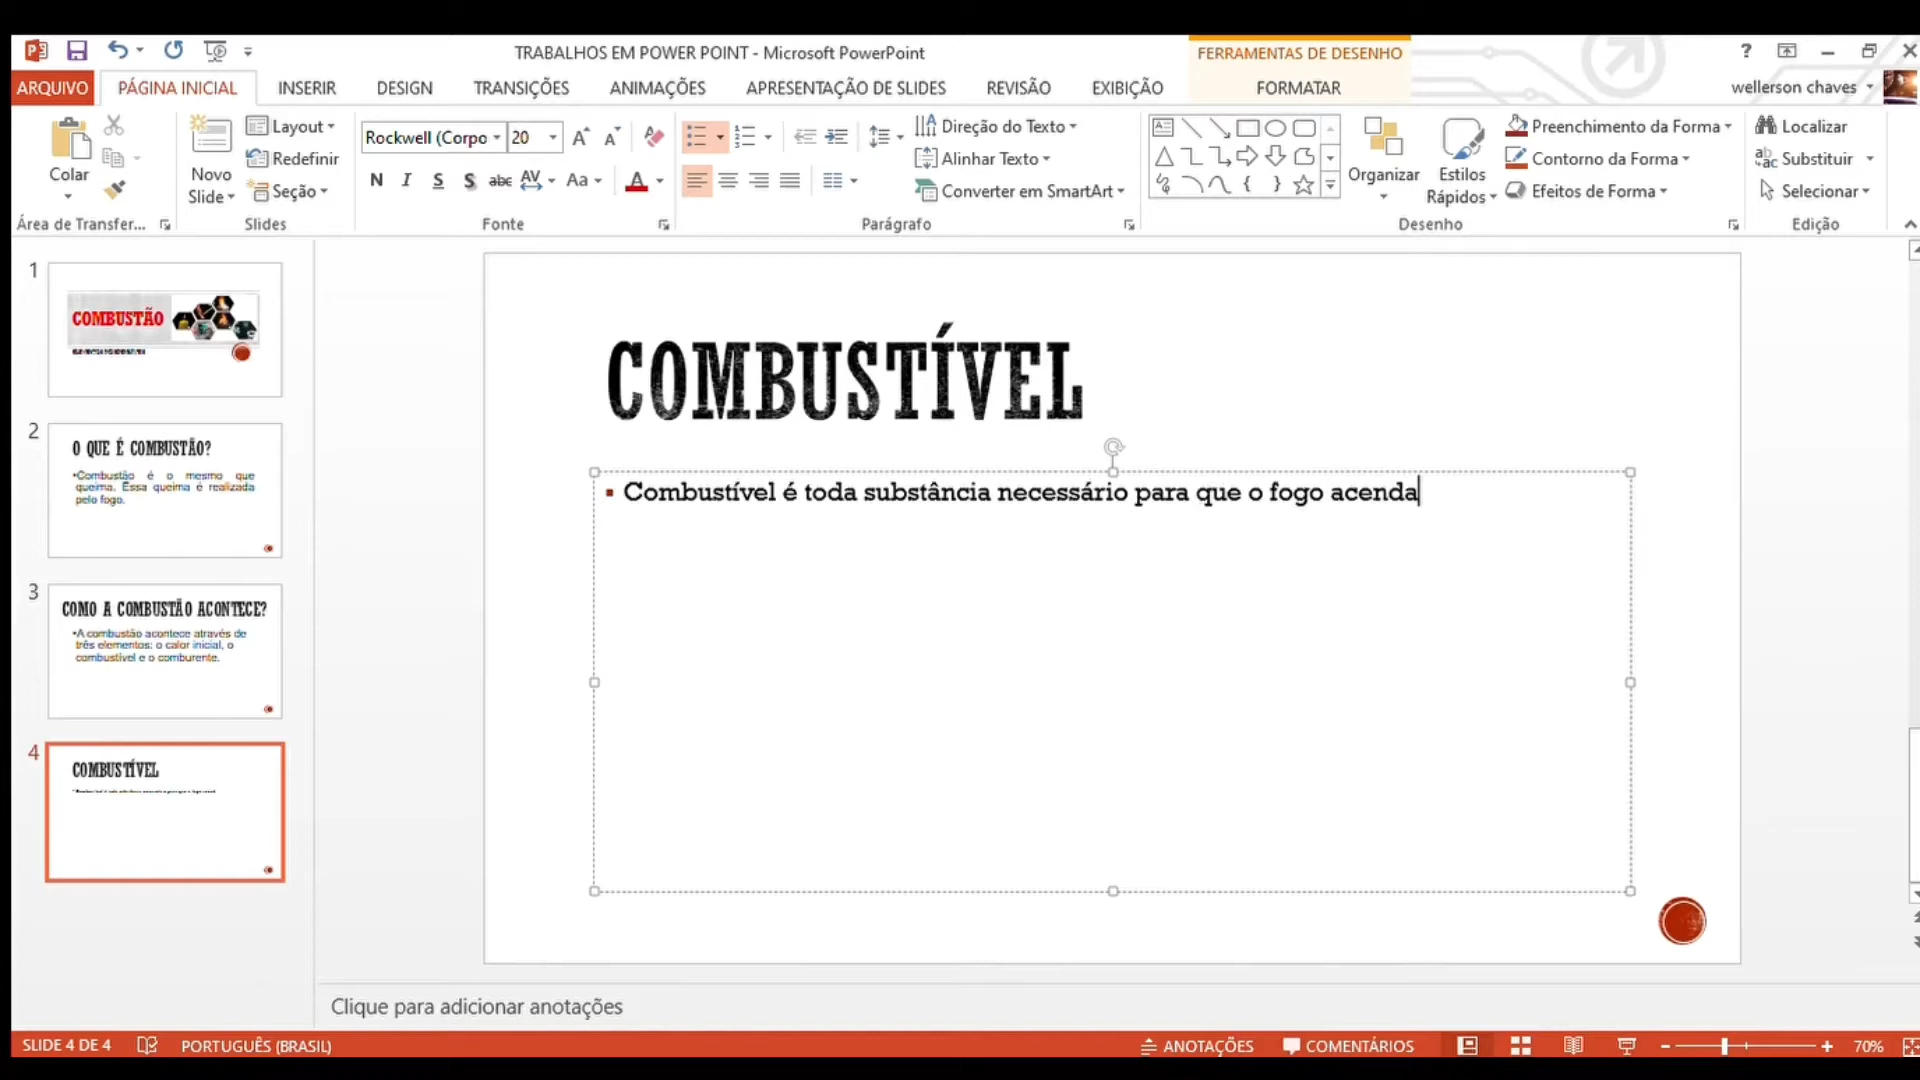 TRABALHOS EM POWER POINT - Microsoft PowerPoint
FERRAMENTAS DE DESENHO
?
ARQUIVO
PÁGINA INICIAL
INSERIR
DESIGN
TRANSIÇÕES
ANIMAÇÕES
APRESENTAÇÃO DE SLIDES
REVISÃO
EXIBIÇÃO
FORMATAR
wellerson chaves
Colar
Área de Transfer...
Novo
Slide
Layout
Redefinir
Seção
Slides
Rockwell (Corpo
20
N I S S abc AV Aa A
Fonte
Direção do Texto
Alinhar Texto
Converter em SmartArt
Parágrafo
Organizar
Estilos
Rápidos
Preenchimento da Forma
Contorno da Forma
Efeitos de Forma
Desenho
Localizar
Substituir
Selecionar
Edição
1
COMBUSTÃO
2
O QUE É COMBUSTÃO?
•Combustão é o mesmo que
queima. Essa queima é realizada
pelo fogo.
3
COMO A COMBUSTÃO ACONTECE?
•A combustão acontece através de
três elementos: o calor inicial, o
combustível e o comburente.
4
COMBUSTÍVEL
COMBUSTÍVEL
▪ Combustível é toda substância necessário para que o fogo acenda
Clique para adicionar anotações
SLIDE 4 DE 4
PORTUGUÊS (BRASIL)
ANOTAÇÕES
COMENTÁRIOS
70%